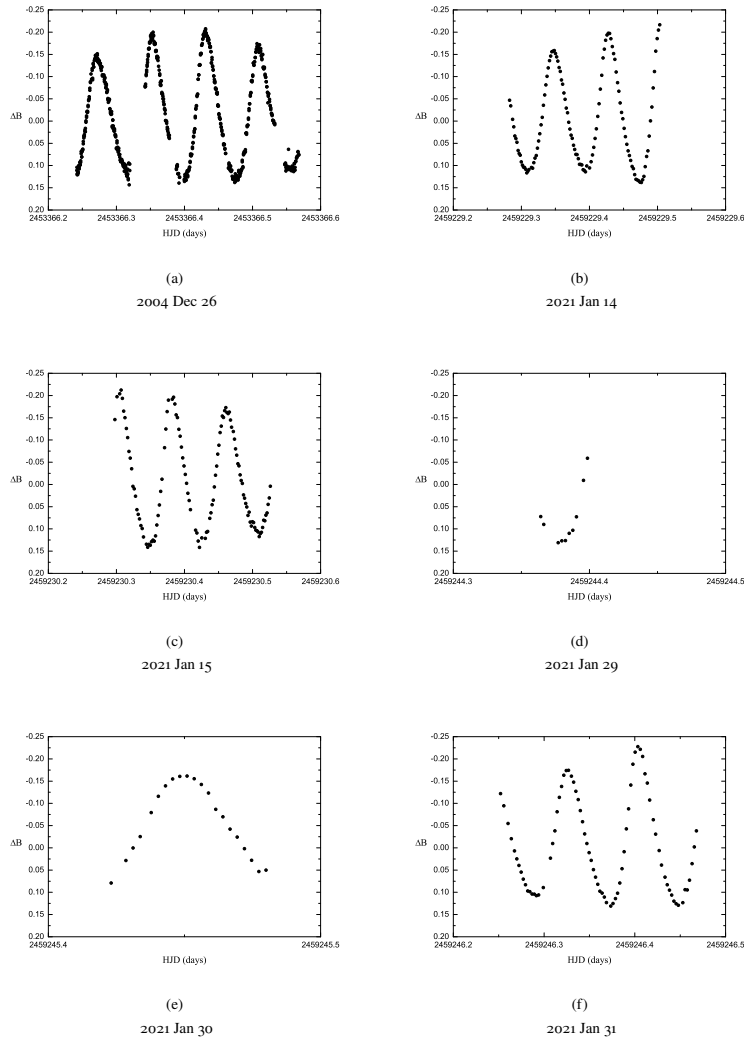 -0.25
-0.20
-0.15
-0.10
-0.05
ΔB
0.00
0.05
0.10
0.15
0.20
2453366.2 2453366.3 2453366.4 2453366.5 2453366.6
HJD (days)
(a)
2004 Dec 26
-0.25
-0.20
-0.15
-0.10
-0.05
ΔB
0.00
0.05
0.10
0.15
0.20
2459229.2 2459229.3 2459229.4 2459229.5 2459229.6
HJD (days)
(b)
2021 Jan 14
-0.25
-0.20
-0.15
-0.10
-0.05
ΔB
0.00
0.05
0.10
0.15
0.20
2459230.2 2459230.3 2459230.4 2459230.5 2459230.6
HJD (days)
(c)
2021 Jan 15
-0.25
-0.20
-0.15
-0.10
-0.05
ΔB
0.00
0.05
0.10
0.15
0.20
2459244.3 2459244.4 2459244.5
HJD (days)
(d)
2021 Jan 29
-0.25
-0.20
-0.15
-0.10
-0.05
ΔB
0.00
0.05
0.10
0.15
0.20
2459245.4 2459245.5
HJD (days)
(e)
2021 Jan 30
-0.25
-0.20
-0.15
-0.10
-0.05
ΔB
0.00
0.05
0.10
0.15
0.20
2459246.2 2459246.3 2459246.4 2459246.5
HJD (days)
(f)
2021 Jan 31